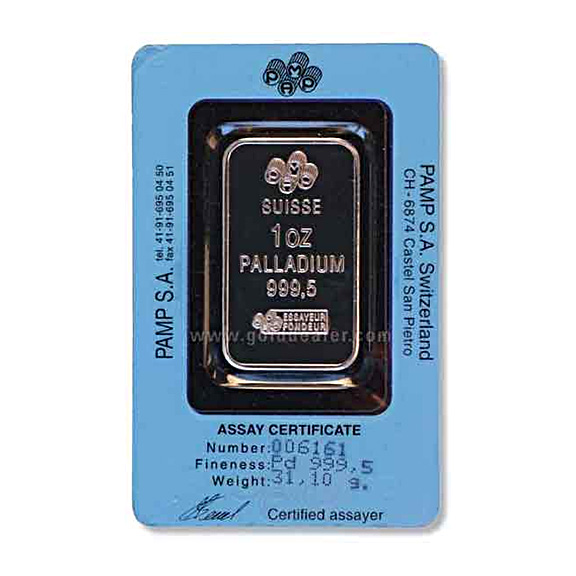 PAMP
PAMP
SUISSE
1 OZ
PALLADIUM
999,5
ESSAYEUR
FONDEUR
www.golddealer.com
PAMP S.A. tel. 41-91-695 04 50
fax 41-91-695 04 51
PAMP S.A. Switzerland
CH - 6874 Castel San Pietro
ASSAY CERTIFICATE
Number: 006161
Fineness: Pd 999,5
Weight: 31,10 g.
Certified assayer